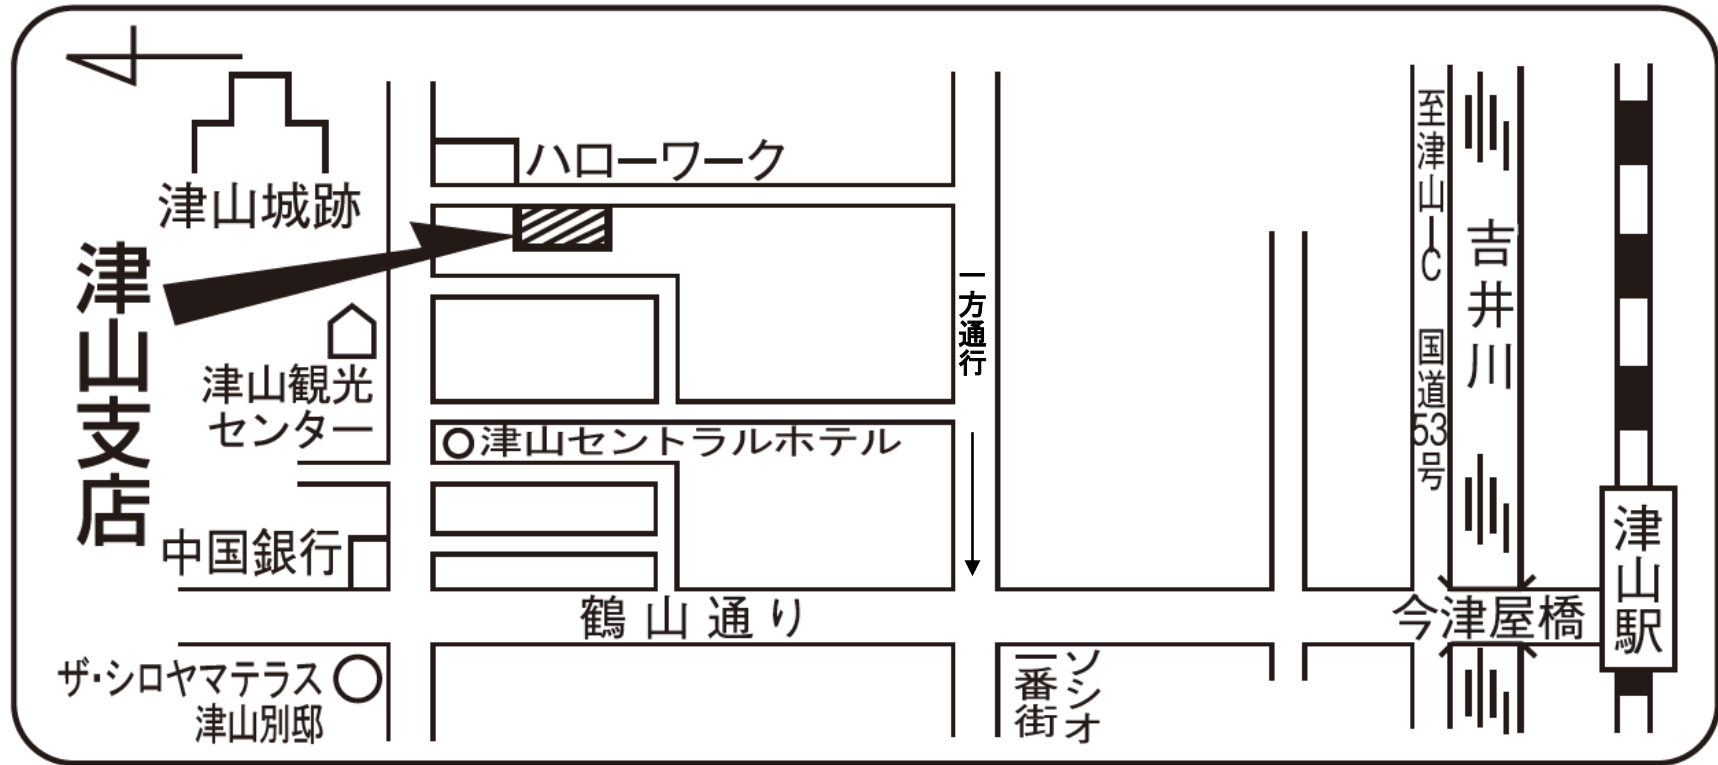 津山城跡
ハローワーク
津山支店
津山観光
センター
中国銀行
津山セントラルホテル
一方通行
至津山IC 国道53号
吉井川
津山駅
鶴山通り
今津屋橋
ザ・シロヤマテラス
津山別邸
ソシオ
一番街